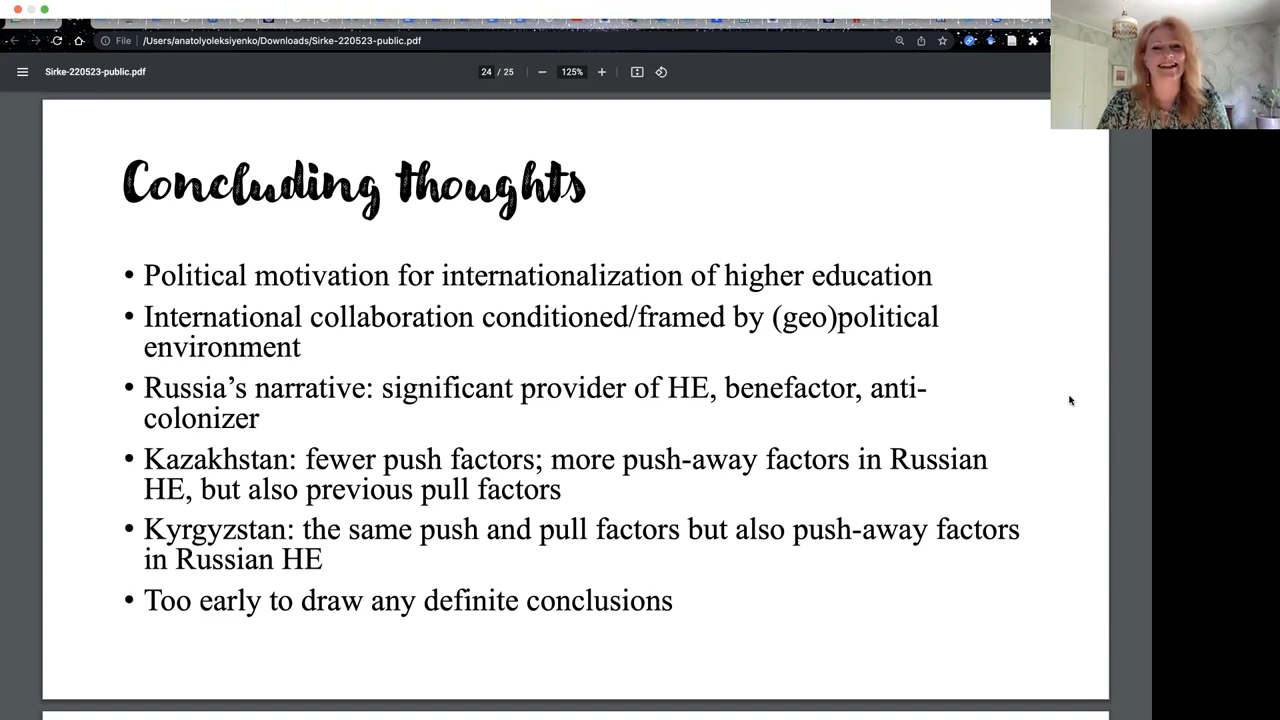 File /Users/anatolyoleksiyenko/Downloads/Sirke-220523-public.pdf
Sirke-220523-public.pdf
24 / 25
125%
Concluding thoughts
• Political motivation for internationalization of higher education
• International collaboration conditioned/framed by (geo)political
environment
• Russia’s narrative: significant provider of HE, benefactor, anti-
colonizer
• Kazakhstan: fewer push factors; more push-away factors in Russian
HE, but also previous pull factors
• Kyrgyzstan: the same push and pull factors but also push-away factors
in Russian HE
• Too early to draw any definite conclusions